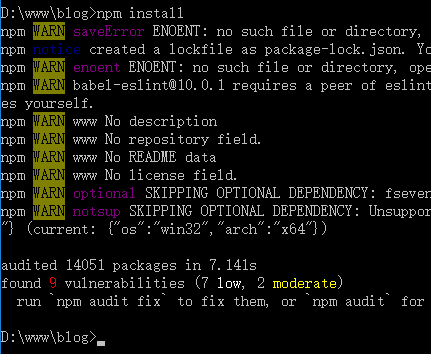 D:\www\blog>npm install
npm WARN saveError ENOENT: no such file or directory,
npm notice created a lockfile as package-lock.json. Yo
npm WARN enoent ENOENT: no such file or directory, ope
npm WARN babel-eslint@10.0.1 requires a peer of eslint
es yourself.
npm WARN www No description
npm WARN www No repository field.
npm WARN www No README data
npm WARN www No license field.
npm WARN optional SKIPPING OPTIONAL DEPENDENCY: fseven
npm WARN notsup SKIPPING OPTIONAL DEPENDENCY: Unsuppor
"} (current: {"os":"win32","arch":"x64"})
audited 14051 packages in 7.141s
found 9 vulnerabilities (7 low, 2 moderate)
run `npm audit fix` to fix them, or `npm audit` for
D:\www\blog>